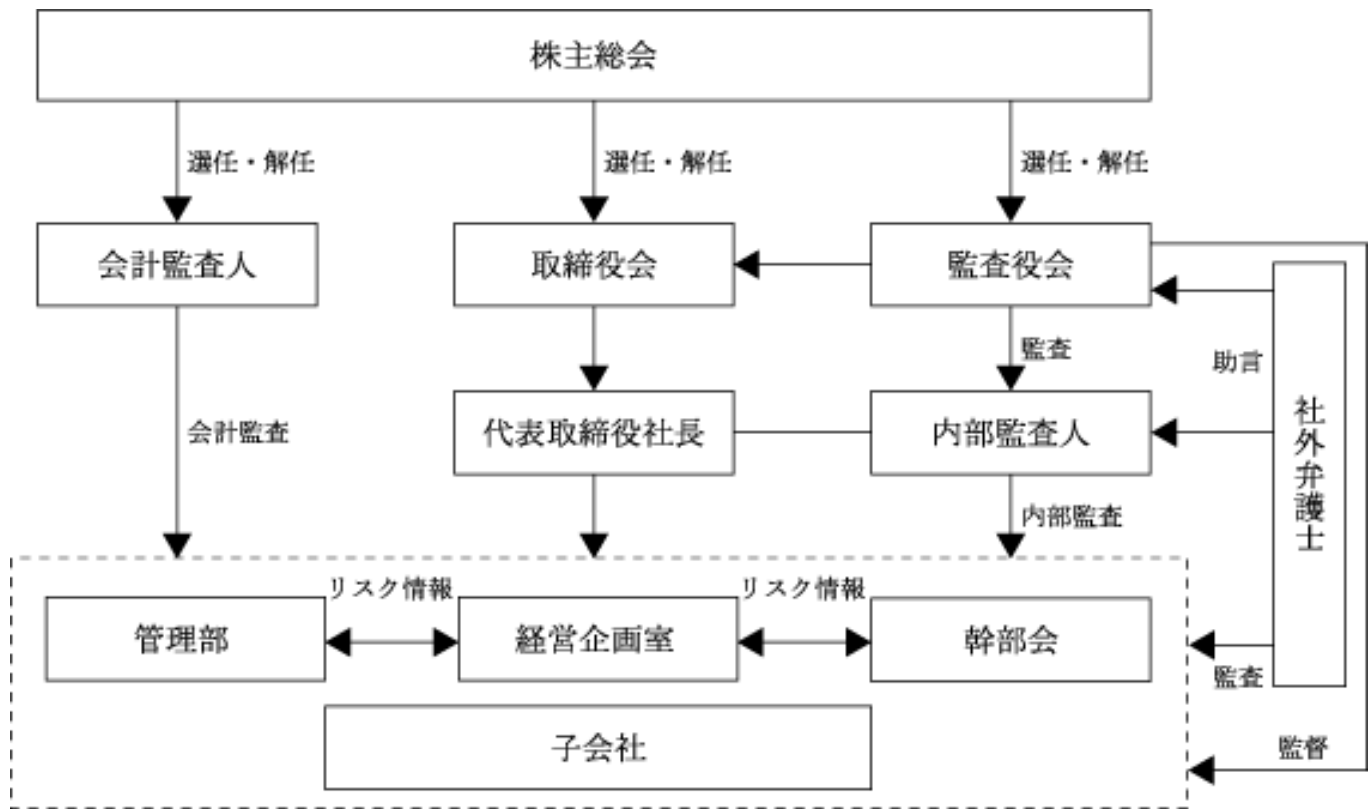 株主総会
選任・解任
選任・解任
選任・解任
会計監査人
取締役会
監査役会
監査
助言
社外弁護士
会計監査
代表取締役社長
内部監査人
内部監査
リスク情報
リスク情報
管理部
経営企画室
幹部会
監査
子会社
監督